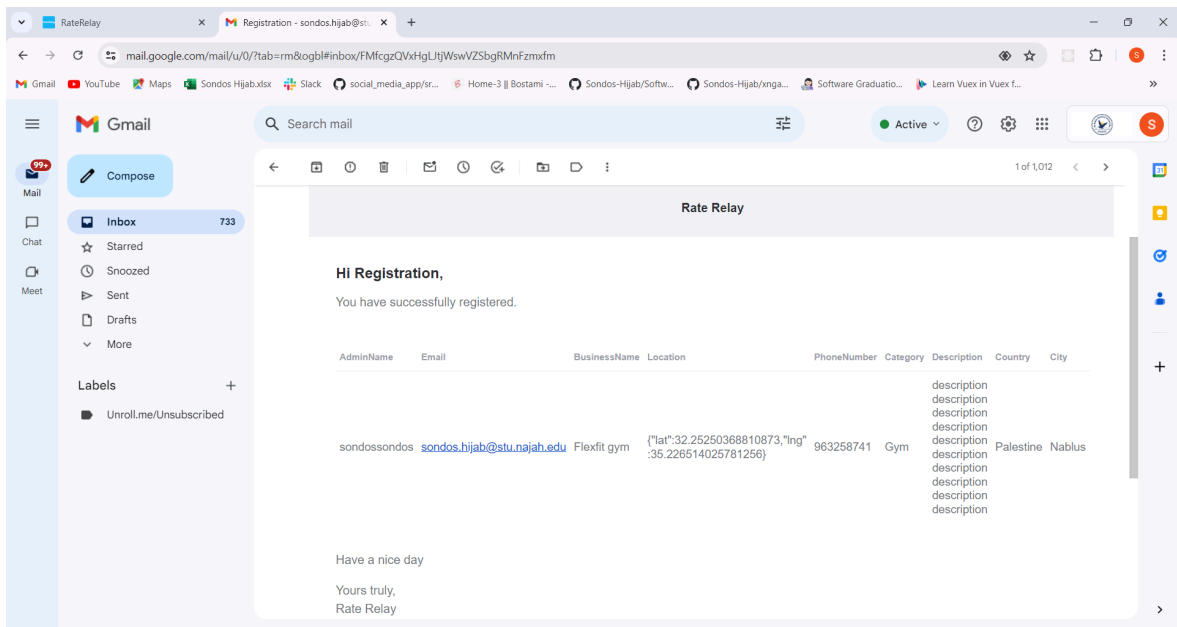 RateRelay
Registration - sondos.hijab@stu
mail.google.com/mail/u/0/?tab=rm&ogbl#inbox/FMfcgzQVxHgLJtjWswVZSbgRMnFzmxfm
S
Gmail YouTube Maps Sondos Hijab.xlsx Slack social_media_app/sr... Home-3 || Bostami -... Sondos-Hijab/Softw... Sondos-Hijab/xnga... Software Graduatio... Learn Vuex in Vuex f...
Gmail
Search mail
Active
S
99+
Mail
Chat
Meet
Compose
Inbox 733
Starred
Snoozed
Sent
Drafts
More
Labels
Unroll.me/Unsubscribed
1 of 1,012
31
Rate Relay
Hi Registration,
You have successfully registered.
AdminName Email BusinessName Location PhoneNumber Category Description Country City
sondossondos sondos.hijab@stu.najah.edu Flexfit gym {"lat":32.25250368810873,"lng"
:35.226514025781256} 963258741 Gym
description
description
description
description
description
description
description
description
description
description
Palestine Nablus
Have a nice day
Yours truly,
Rate Relay